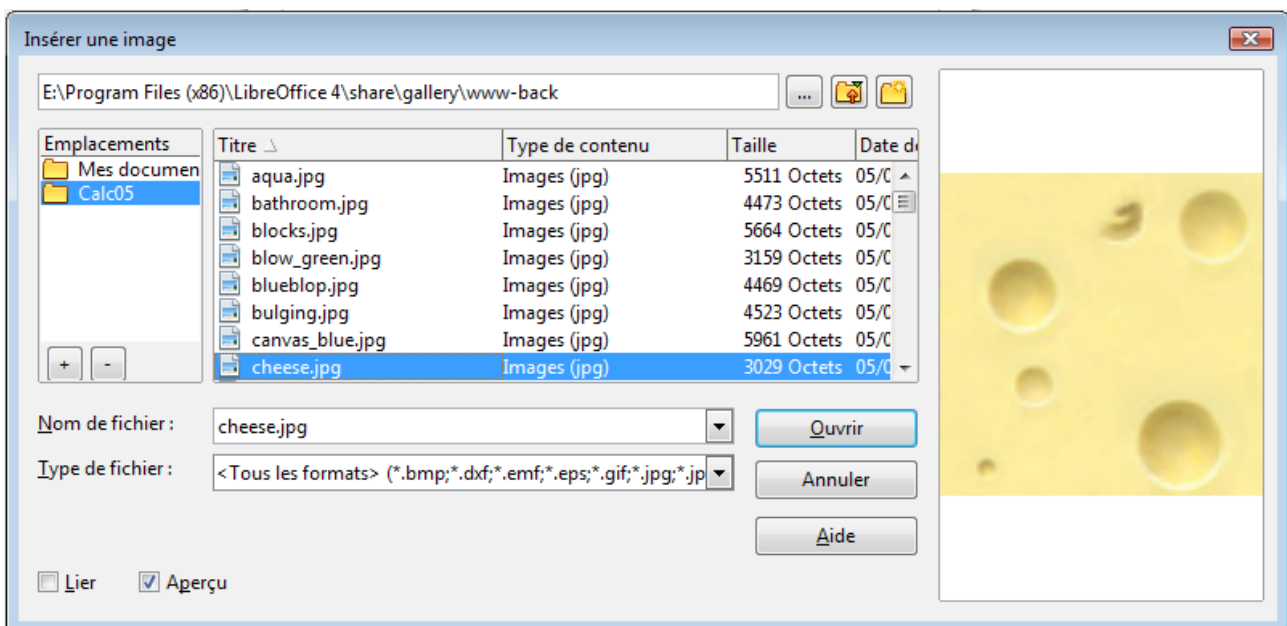 Insérer une image
E:\Program Files (x86)\LibreOffice 4\share\gallery\www-back
...
Emplacements
Mes documen
Calc05
+ -
Titre Type de contenu Taille Date de
aqua.jpg Images (jpg) 5511 Octets 05/0
bathroom.jpg Images (jpg) 4473 Octets 05/0
blocks.jpg Images (jpg) 5664 Octets 05/0
blow_green.jpg Images (jpg) 3159 Octets 05/0
blueblop.jpg Images (jpg) 4469 Octets 05/0
bulging.jpg Images (jpg) 4523 Octets 05/0
canvas_blue.jpg Images (jpg) 5961 Octets 05/0
cheese.jpg Images (jpg) 3029 Octets 05/0
Nom de fichier : cheese.jpg
Ouvrir
Type de fichier : <Tous les formats> (*.bmp;*.dxf;*.emf;*.eps;*.gif;*.jpg;*.jp
Annuler
Aide
Lier Aperçu